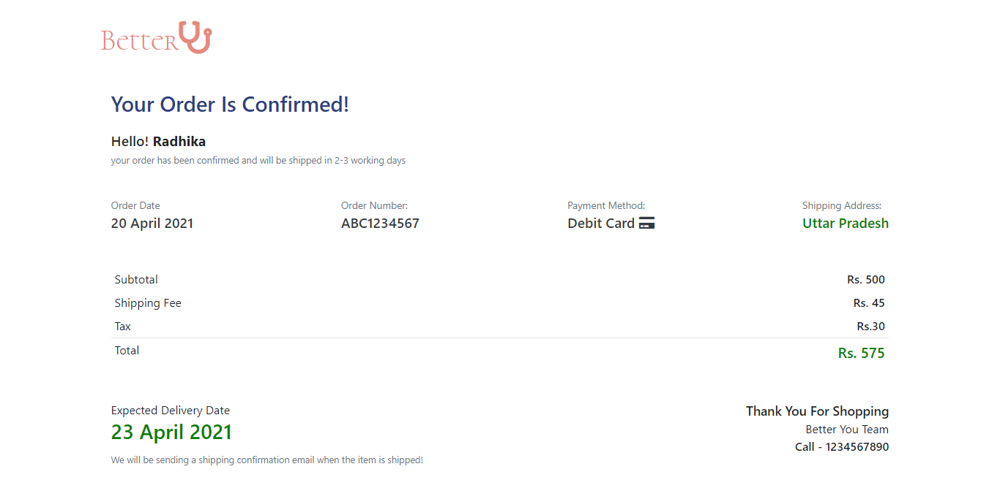 Better
Your Order Is Confirmed!
Hello! Radhika
your order has been confirmed and will be shipped in 2-3 working days
Order Date
20 April 2021
Order Number:
ABC1234567
Payment Method:
Debit Card
Shipping Address:
Uttar Pradesh
Subtotal Rs. 500
Shipping Fee Rs. 45
Tax Rs.30
Total Rs. 575
Expected Delivery Date
23 April 2021
We will be sending a shipping confirmation email when the item is shipped!
Thank You For Shopping
Better You Team
Call - 1234567890